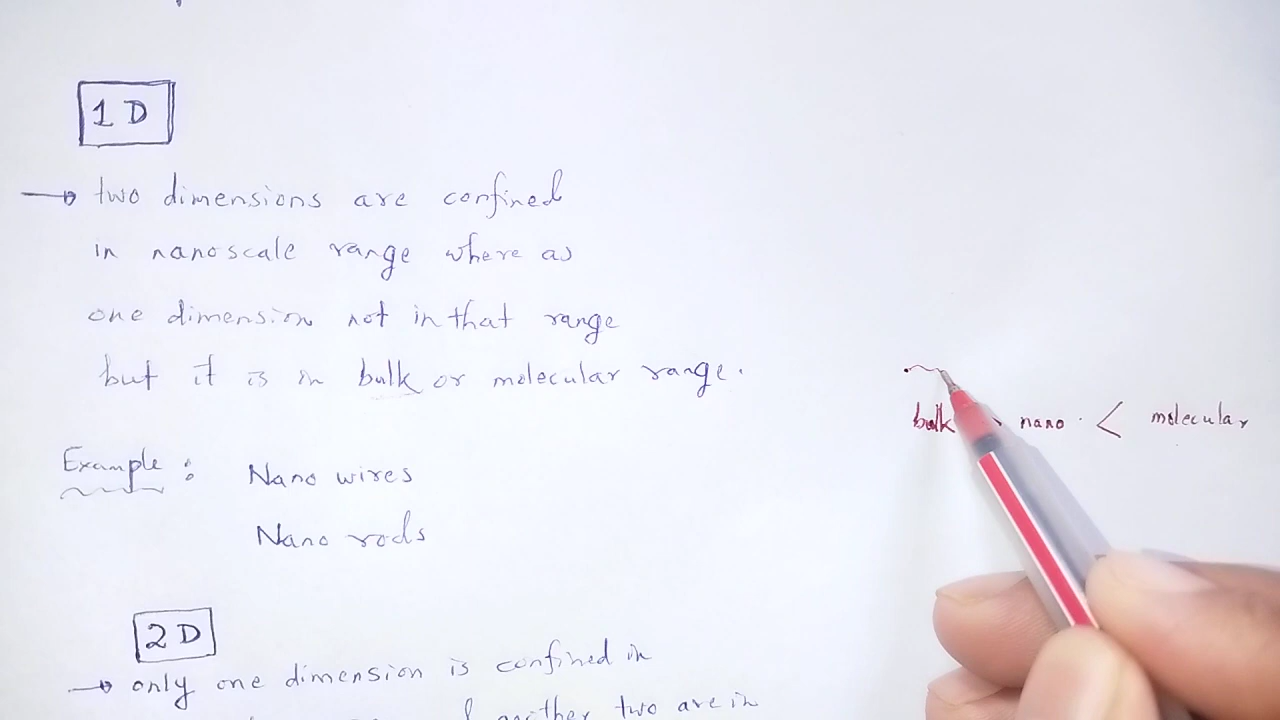 1 D
two dimensions are confined
in nanoscale range where as
one dimension not in that range
but it is in bulk or molecular range.
bulk nano < molecular
Example :
Nano wires
Nano rods
2 D
only one dimension is confined in
another two are in